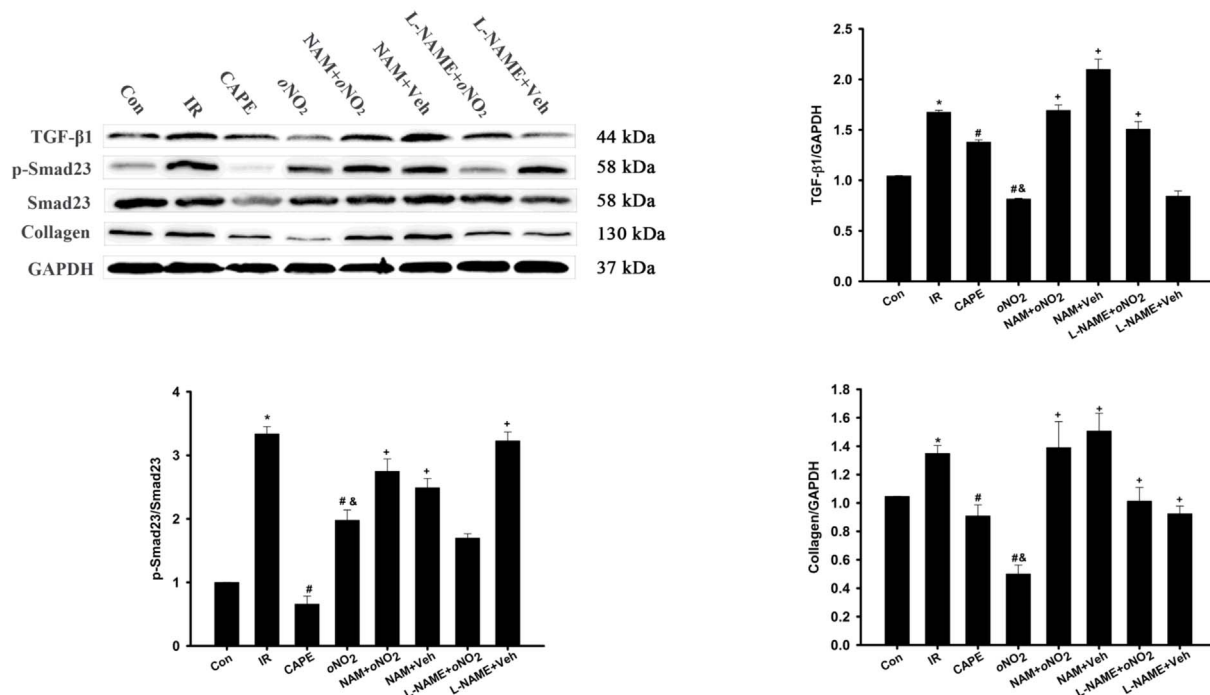 Con IR CAPE oNO2 NAM+oNO2 NAM+Veh L-NAME+oNO2 L-NAME+Veh
TGF-β1 44 kDa
p-Smad23 58 kDa
Smad23 58 kDa
Collagen 130 kDa
GAPDH 37 kDa
TGF-β1/GAPDH
2.5
2.0
1.5
1.0
0.5
0.0
* # #& + + +
Con IR CAPE oNO2 NAM+oNO2 NAM+Veh L-NAME+oNO2 L-NAME+Veh
p-Smad23/Smad23
4
3
2
1
0
* # # & + + +
Con IR CAPE oNO2 NAM+oNO2 NAM+Veh L-NAME+oNO2 L-NAME+Veh
Collagen/GAPDH
1.8
1.6
1.4
1.2
1.0
0.8
0.6
0.4
0.2
0.0
* # #& + + + +
Con IR CAPE oNO2 NAM+oNO2 NAM+Veh L-NAME+oNO2 L-NAME+Veh